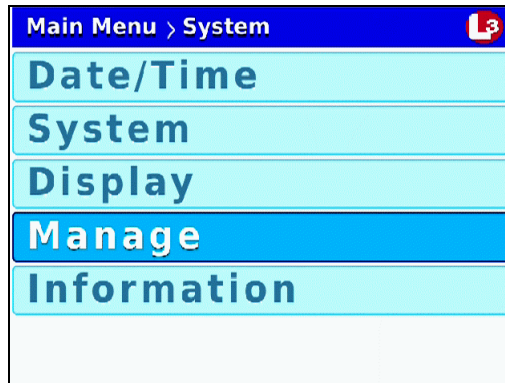 Main Menu > System
L3
Date/Time
System
Display
Manage
Information